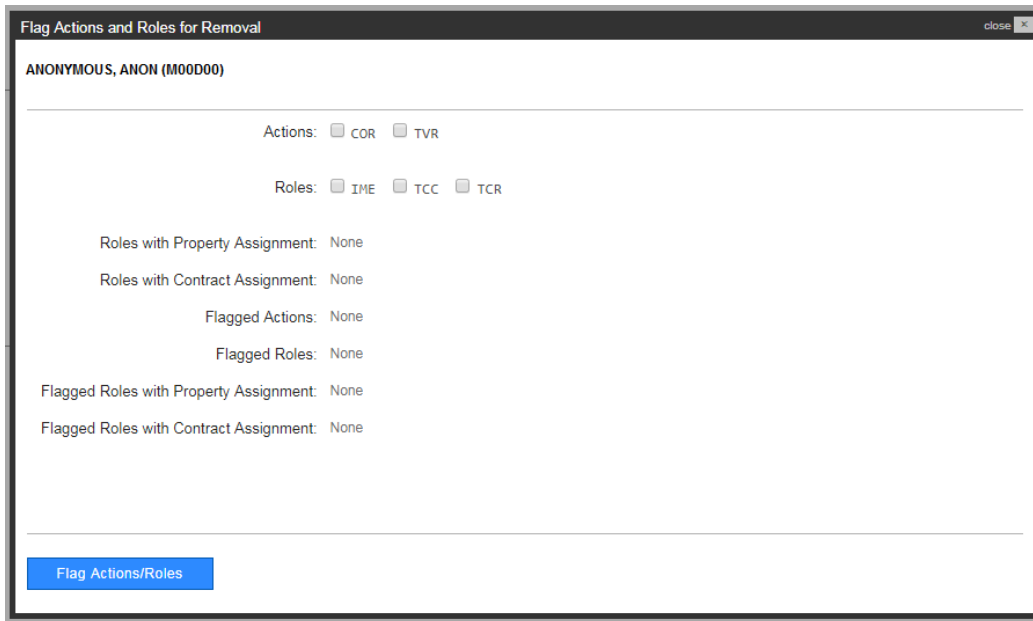 Flag Actions and Roles for Removal close x
ANONYMOUS, ANON (M00D00)
Actions: COR TVR
Roles: IME TCC TCR
Roles with Property Assignment: None
Roles with Contract Assignment: None
Flagged Actions: None
Flagged Roles: None
Flagged Roles with Property Assignment: None
Flagged Roles with Contract Assignment: None
Flag Actions/Roles